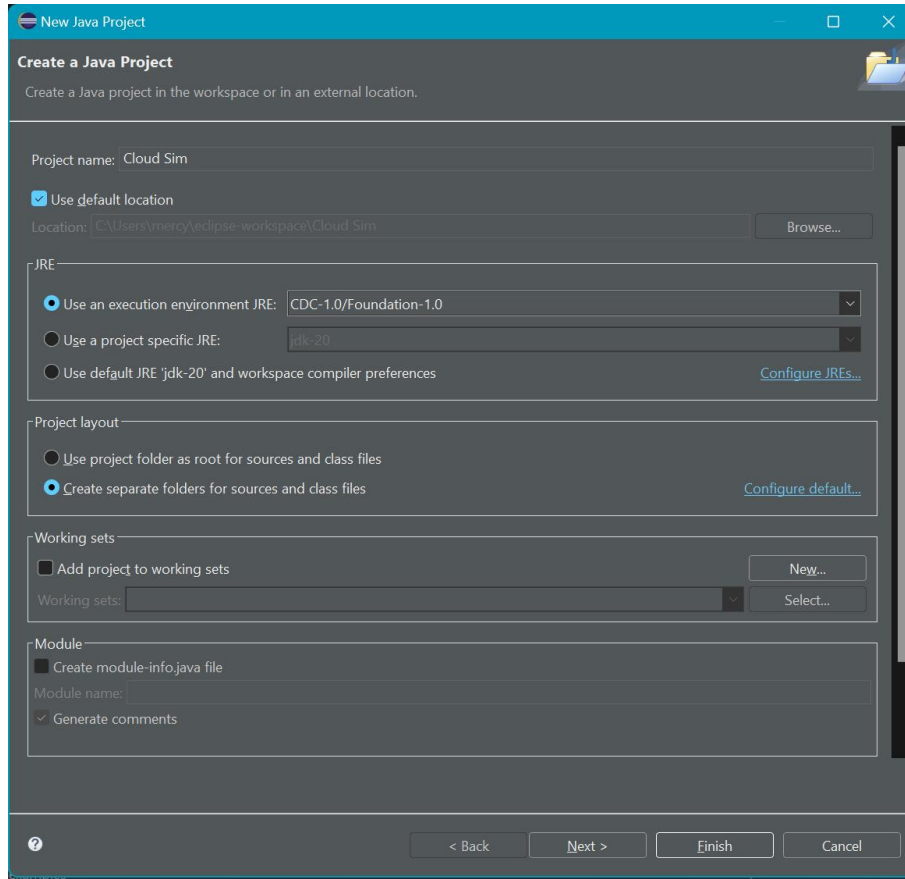 New Java Project
Create a Java Project
Create a Java project in the workspace or in an external location.
Project name: Cloud Sim
Use default location
Location: C:\Users\mercy\eclipse-workspace\Cloud Sim Browse...
JRE
Use an execution environment JRE: CDC-1.0/Foundation-1.0
Use a project specific JRE: jdk-20
Use default JRE 'jdk-20' and workspace compiler preferences Configure JREs...
Project layout
Use project folder as root for sources and class files
Create separate folders for sources and class files Configure default...
Working sets
Add project to working sets New...
Working sets: Select...
Module
Create module-info.java file
Module name:
Generate comments
? < Back Next > Finish Cancel